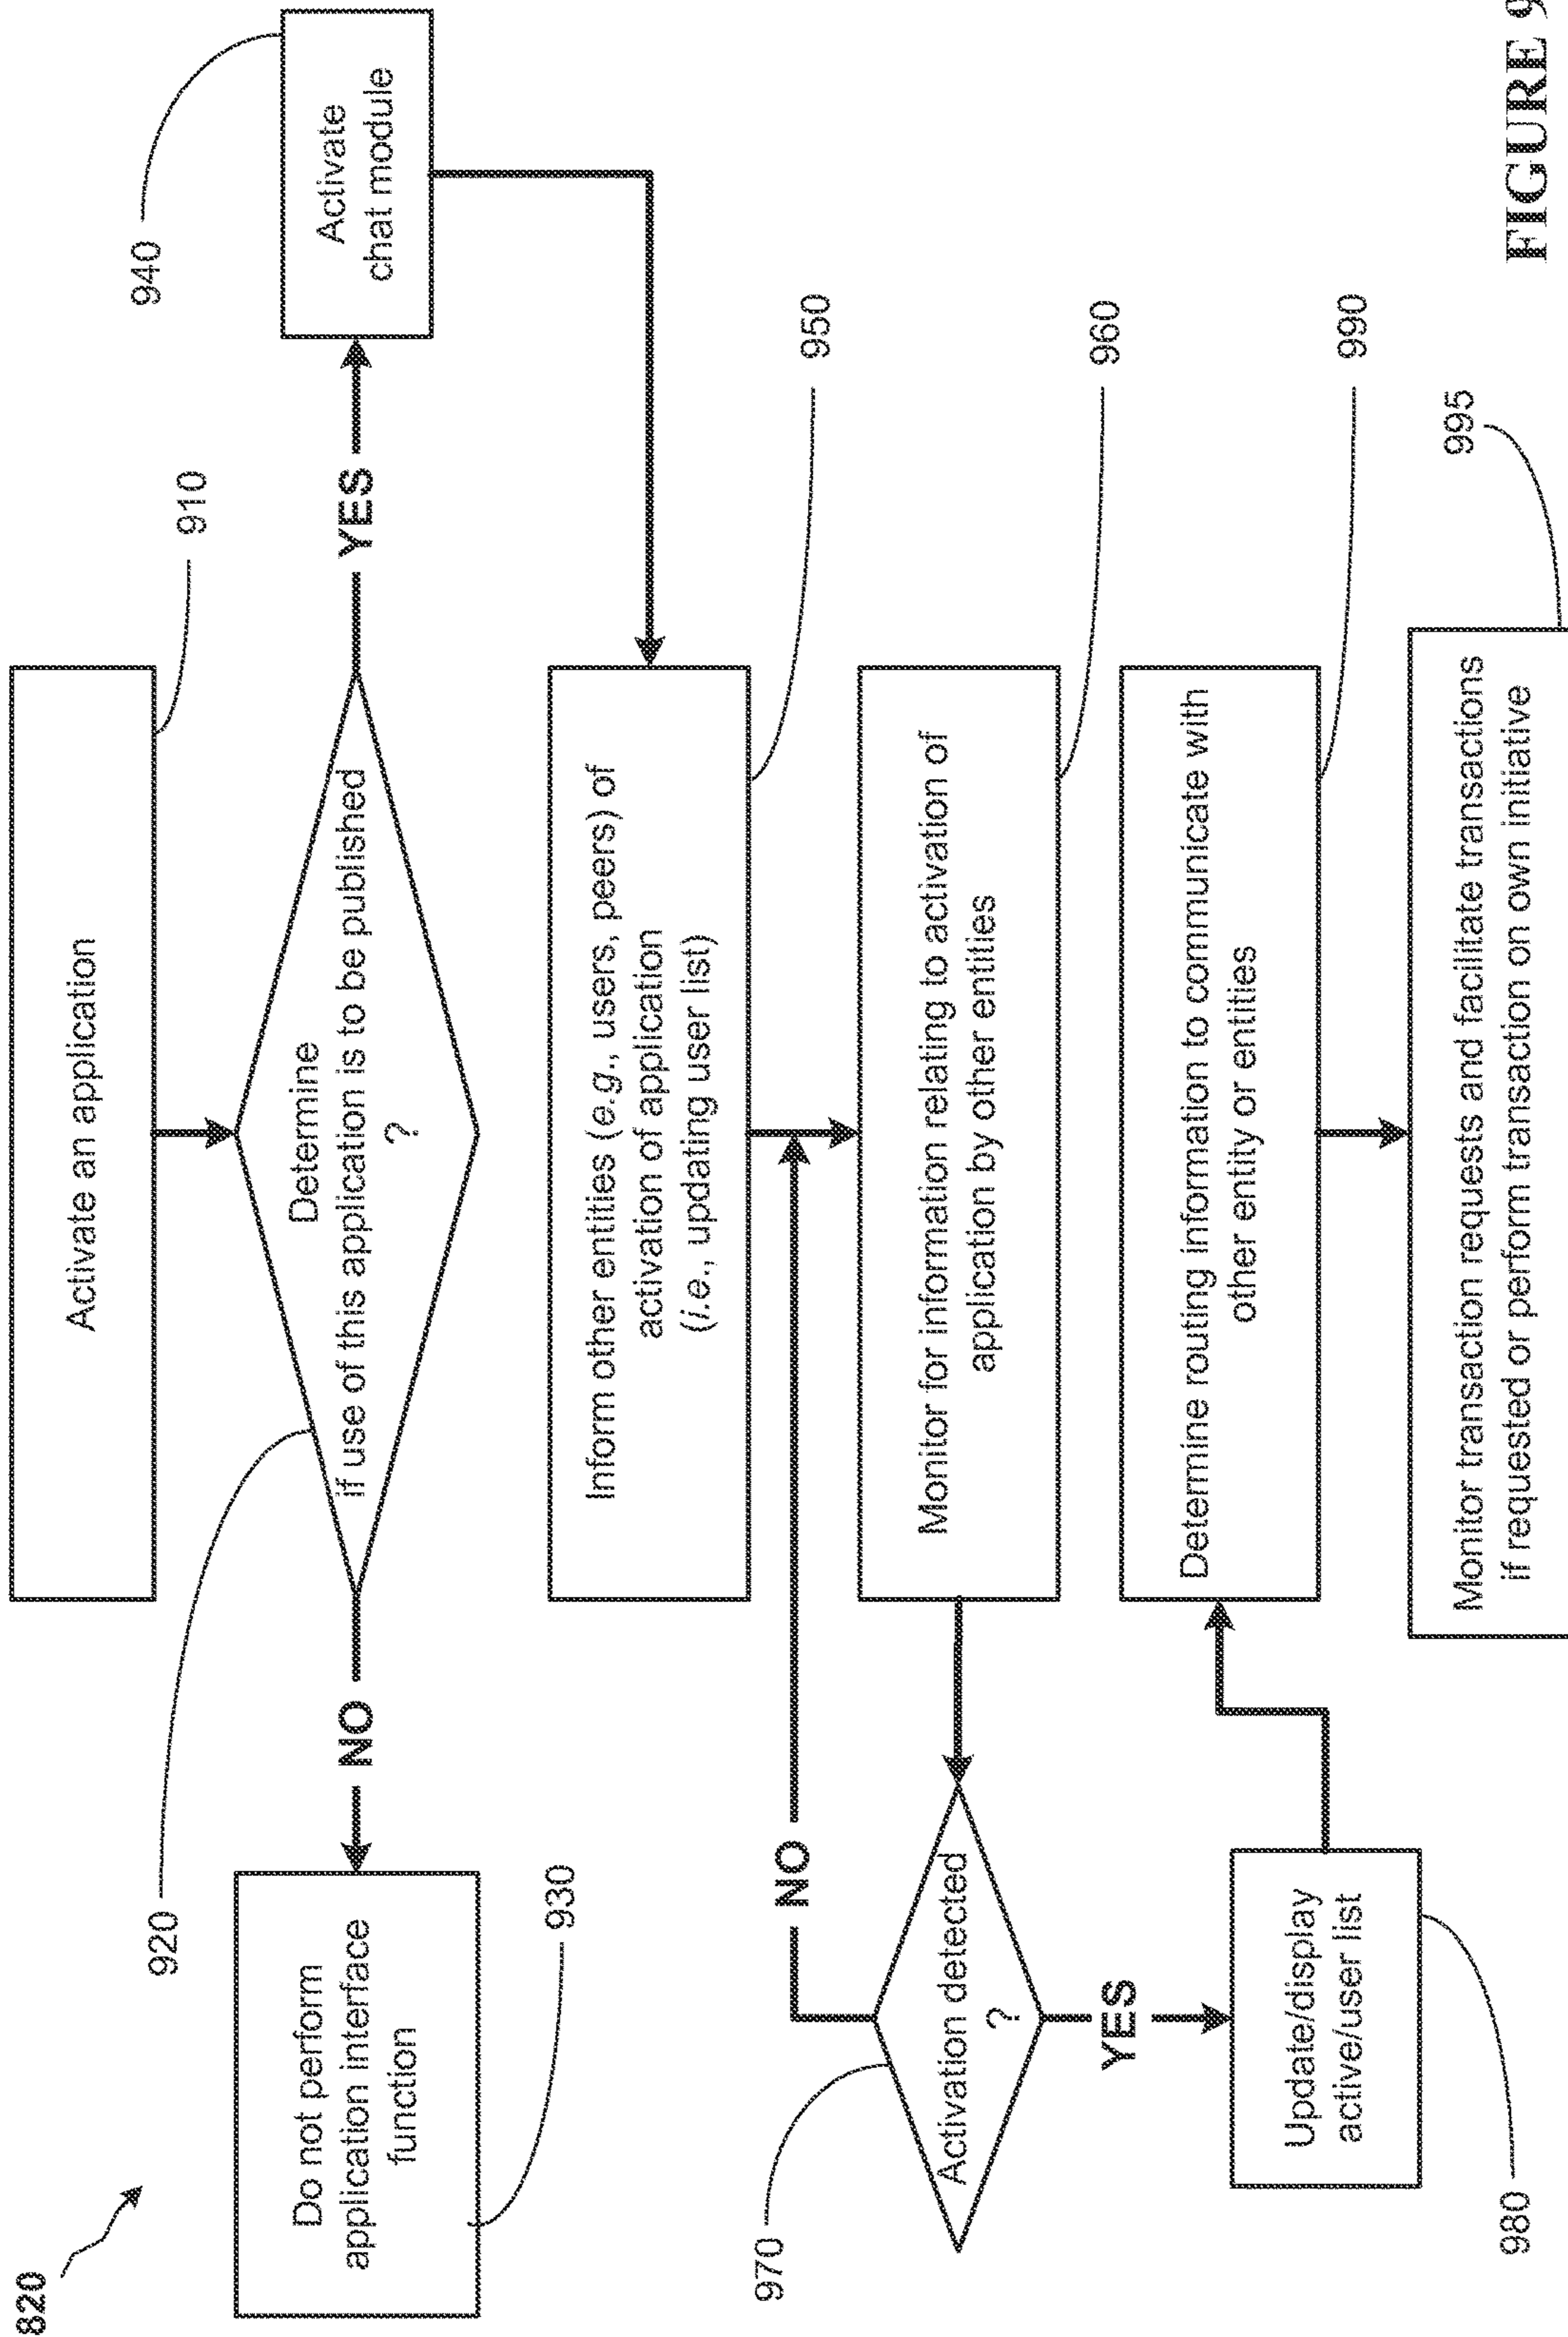 820
Activate an application
910
920
Determine
if use of this application is to be published
?
NO
YES
Do not perform
application interface
function
930
940
Activate
chat module
Inform other entities (e.g., users, peers) of
activation of application
(i.e., updating user list)
950
NO
Monitor for information relating to activation of
application by other entities
960
970
Activation detected
?
YES
Update/display
active/user list
980
Determine routing information to communicate with
other entity or entities
990
Monitor transaction requests and facilitate transactions
if requested or perform transaction on own initiative
995
FIGURE 9